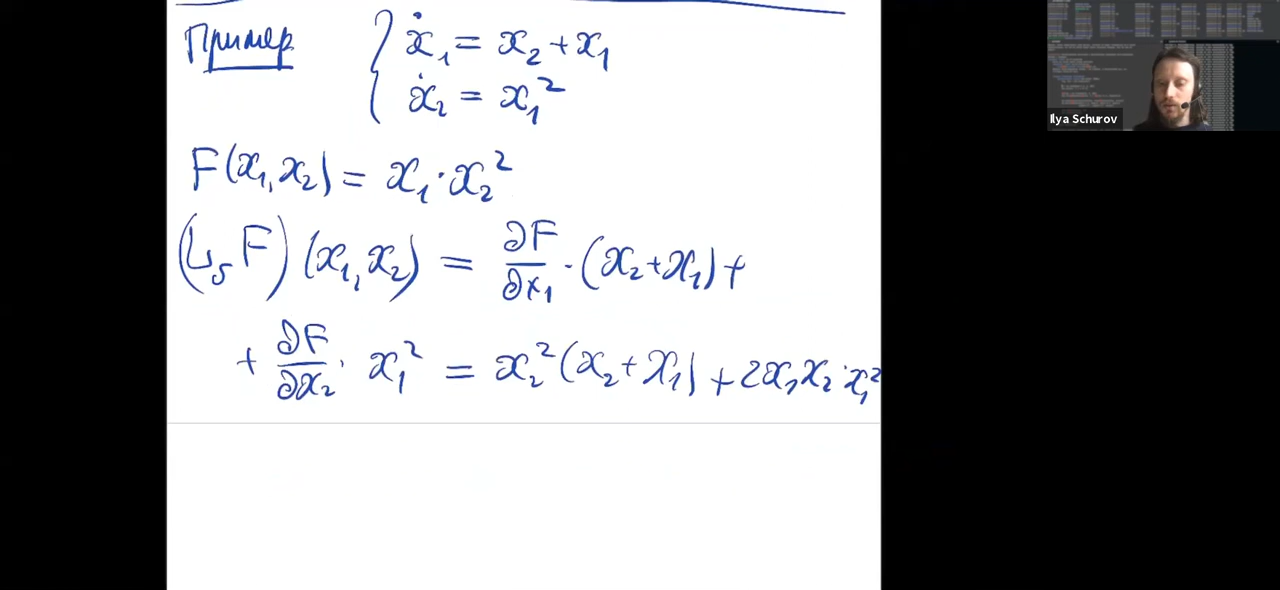 Пример { ẋ₁ = x₂ + x₁
ẋ₂ = x₁²
F(x₁, x₂) = x₁ · x₂²
(L₅ F)(x₁, x₂) = ∂F/∂x₁ · (x₂ + x₁) +
+ ∂F/∂x₂ · x₁² = x₂² (x₂ + x₁) + 2x₁x₂ · x₁²
Ilya Schurov